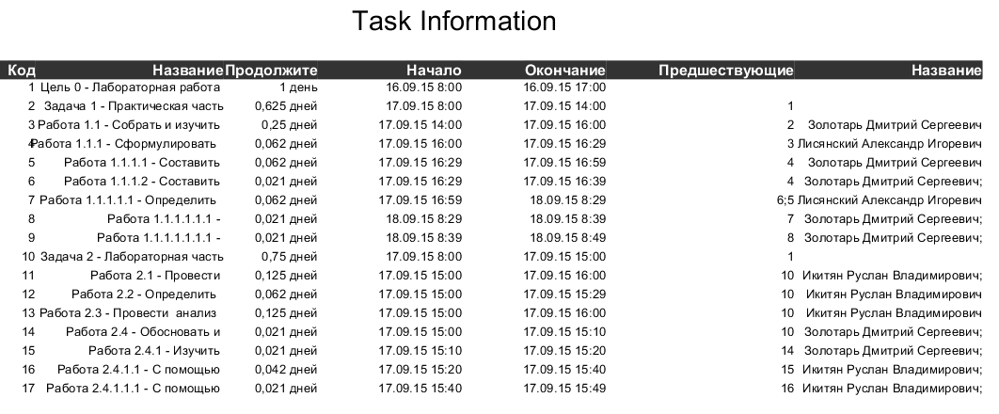 Task Information
Код Название Продолжите Начало Окончание Предшествующие Название
1 Цель 0 - Лабораторная работа 1 день 16.09.15 8:00 16.09.15 17:00
2 Задача 1 - Практическая часть 0,625 дней 17.09.15 8:00 17.09.15 14:00 1
3 Работа 1.1 - Собрать и изучить 0,25 дней 17.09.15 14:00 17.09.15 16:00 2 Золотарь Дмитрий Сергеевич
4 Работа 1.1.1 - Сформулировать 0,062 дней 17.09.15 16:00 17.09.15 16:29 3 Лисянский Александр Игоревич
5 Работа 1.1.1.1 - Составить 0,062 дней 17.09.15 16:29 17.09.15 16:59 4 Золотарь Дмитрий Сергеевич
6 Работа 1.1.1.2 - Составить 0,021 дней 17.09.15 16:29 17.09.15 16:39 4 Золотарь Дмитрий Сергеевич;
7 Работа 1.1.1.1.1 - Определить 0,062 дней 17.09.15 16:59 18.09.15 8:29 6;5 Лисянский Александр Игоревич
8 Работа 1.1.1.1.1.1 - 0,021 дней 18.09.15 8:29 18.09.15 8:39 7 Золотарь Дмитрий Сергеевич;
9 Работа 1.1.1.1.1.1.1 - 0,021 дней 18.09.15 8:39 18.09.15 8:49 8 Золотарь Дмитрий Сергеевич;
10 Задача 2 - Лабораторная часть 0,75 дней 17.09.15 8:00 17.09.15 15:00 1
11 Работа 2.1 - Провести 0,125 дней 17.09.15 15:00 17.09.15 16:00 10 Икитян Руслан Владимирович;
12 Работа 2.2 - Определить 0,062 дней 17.09.15 15:00 17.09.15 15:29 10 Икитян Руслан Владимирович
13 Работа 2.3 - Провести анализ 0,125 дней 17.09.15 15:00 17.09.15 16:00 10 Икитян Руслан Владимирович
14 Работа 2.4 - Обосновать и 0,021 дней 17.09.15 15:00 17.09.15 15:10 10 Золотарь Дмитрий Сергеевич;
15 Работа 2.4.1 - Изучить 0,021 дней 17.09.15 15:10 17.09.15 15:20 14 Золотарь Дмитрий Сергеевич;
16 Работа 2.4.1.1 - С помощью 0,042 дней 17.09.15 15:20 17.09.15 15:40 15 Икитян Руслан Владимирович;
17 Работа 2.4.1.1.1 - С помощью 0,021 дней 17.09.15 15:40 17.09.15 15:49 16 Икитян Руслан Владимирович;